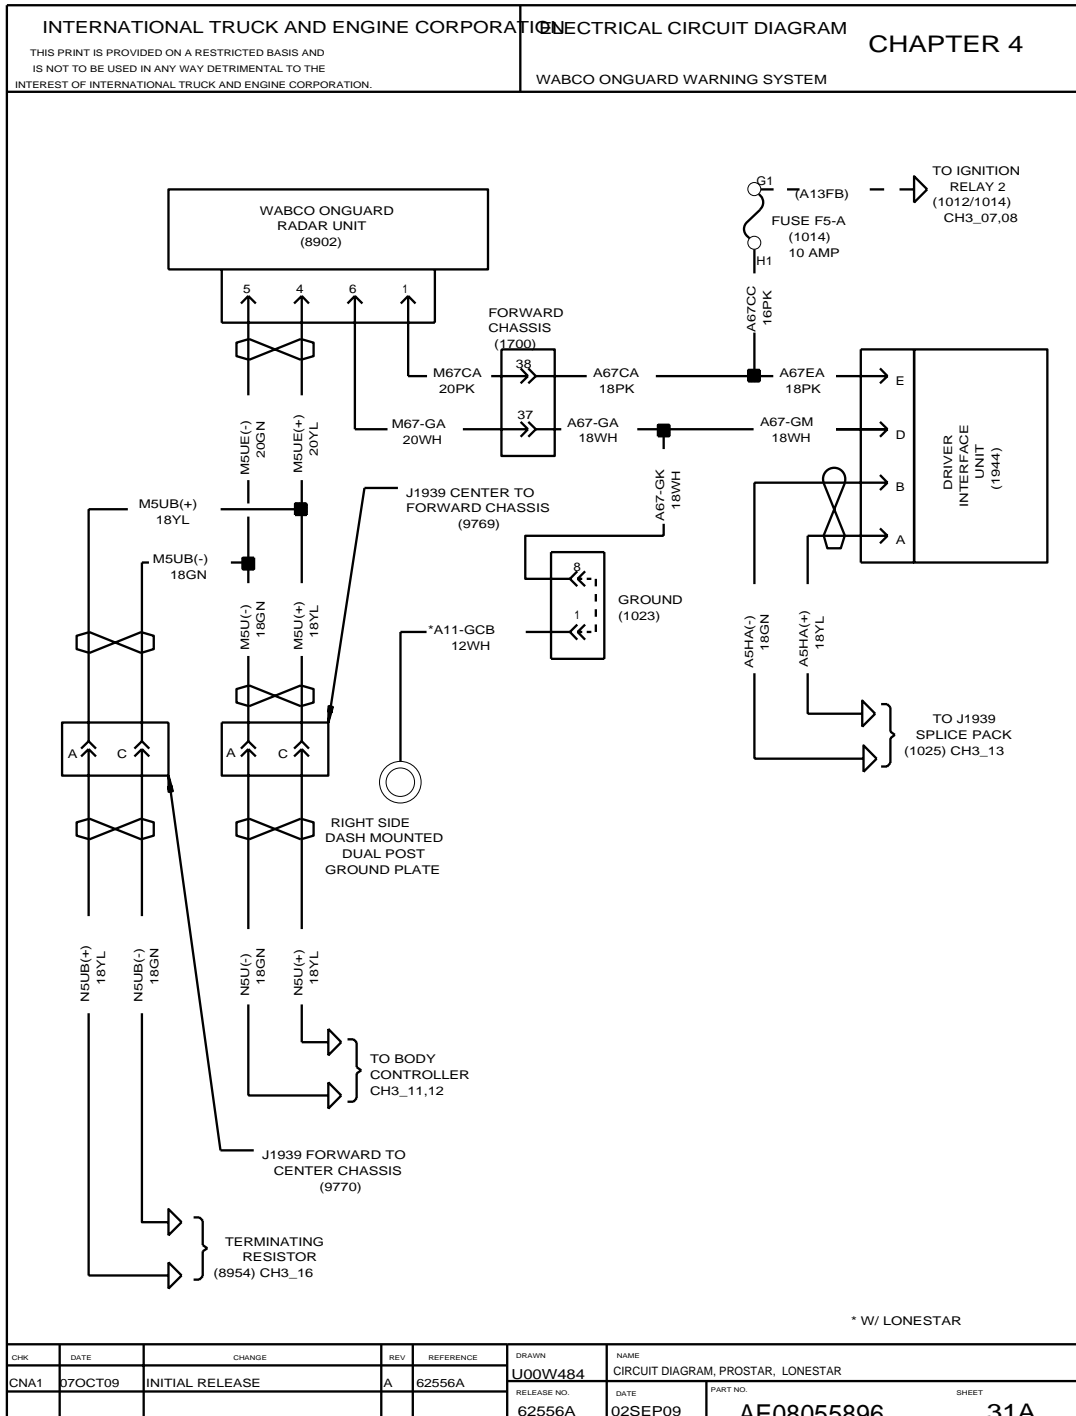 INTERNATIONAL TRUCK AND ENGINE CORPORATION
THIS PRINT IS PROVIDED ON A RESTRICTED BASIS AND
IS NOT TO BE USED IN ANY WAY DETRIMENTAL TO THE
INTEREST OF INTERNATIONAL TRUCK AND ENGINE CORPORATION.
ELECTRICAL CIRCUIT DIAGRAM
CHAPTER 4
WABCO ONGUARD WARNING SYSTEM
WABCO ONGUARD
RADAR UNIT
(8902)
5 4 6 1
G1
(A13FB)
TO IGNITION
RELAY 2
(1012/1014)
CH3_07,08
FUSE F5-A
(1014)
10 AMP
H1
A67CC
16PK
FORWARD
CHASSIS
(1700)
38
37
M67CA
20PK
A67CA
18PK
A67EA
18PK
M67-GA
20WH
A67-GA
18WH
A67-GM
18WH
E
D
B
A
DRIVER
INTERFACE
UNIT
(1944)
M5UE(-)
20GN
M5UE(+)
20YL
A67-GK
18WH
J1939 CENTER TO
FORWARD CHASSIS
(9769)
M5UB(+)
18YL
M5UB(-)
18GN
8
1
GROUND
(1023)
*A11-GCB
12WH
M5U(-)
18GN
M5U(+)
18YL
A5HA(-)
18GN
A5HA(+)
18YL
A C
A C
TO J1939
SPLICE PACK
(1025) CH3_13
RIGHT SIDE
DASH MOUNTED
DUAL POST
GROUND PLATE
N5UB(+)
18YL
N5UB(-)
18GN
N5U(-)
18GN
N5U(+)
18YL
TO BODY
CONTROLLER
CH3_11,12
J1939 FORWARD TO
CENTER CHASSIS
(9770)
TERMINATING
RESISTOR
(8954) CH3_16
* W/ LONESTAR
CHK DATE CHANGE REV REFERENCE
CNA1 07OCT09 INITIAL RELEASE A 62556A
DRAWN
U00W484
NAME
CIRCUIT DIAGRAM, PROSTAR, LONESTAR
RELEASE NO.
62556A
DATE
02SEP09
PART NO.
AE08055896
SHEET
31A